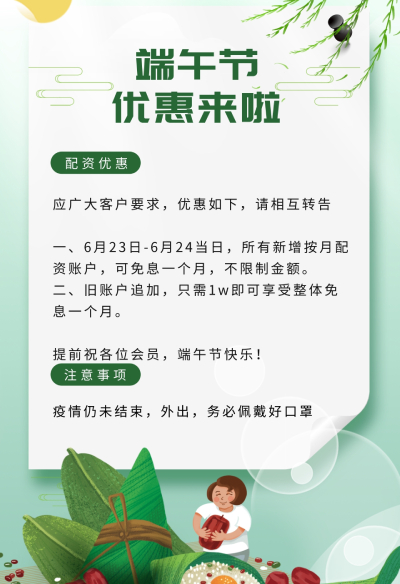 端午节
优惠来啦
配资优惠
应广大客户要求，优惠如下，请相互转告
一、6月23日-6月24当日，所有新增按月配
资账户，可免息一个月，不限制金额。
二、旧账户追加，只需1w即可享受整体免
息一个月。
提前祝各位会员，端午节快乐！
注意事项
疫情仍未结束，外出，务必佩戴好口罩